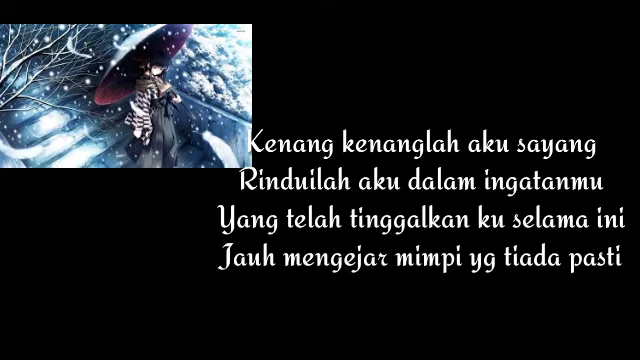 Kenang kenanglah aku sayang
Rinduilah aku dalam ingatanmu
Yang telah tinggalkan ku selama ini
Jauh mengejar mimpi yg tiada pasti